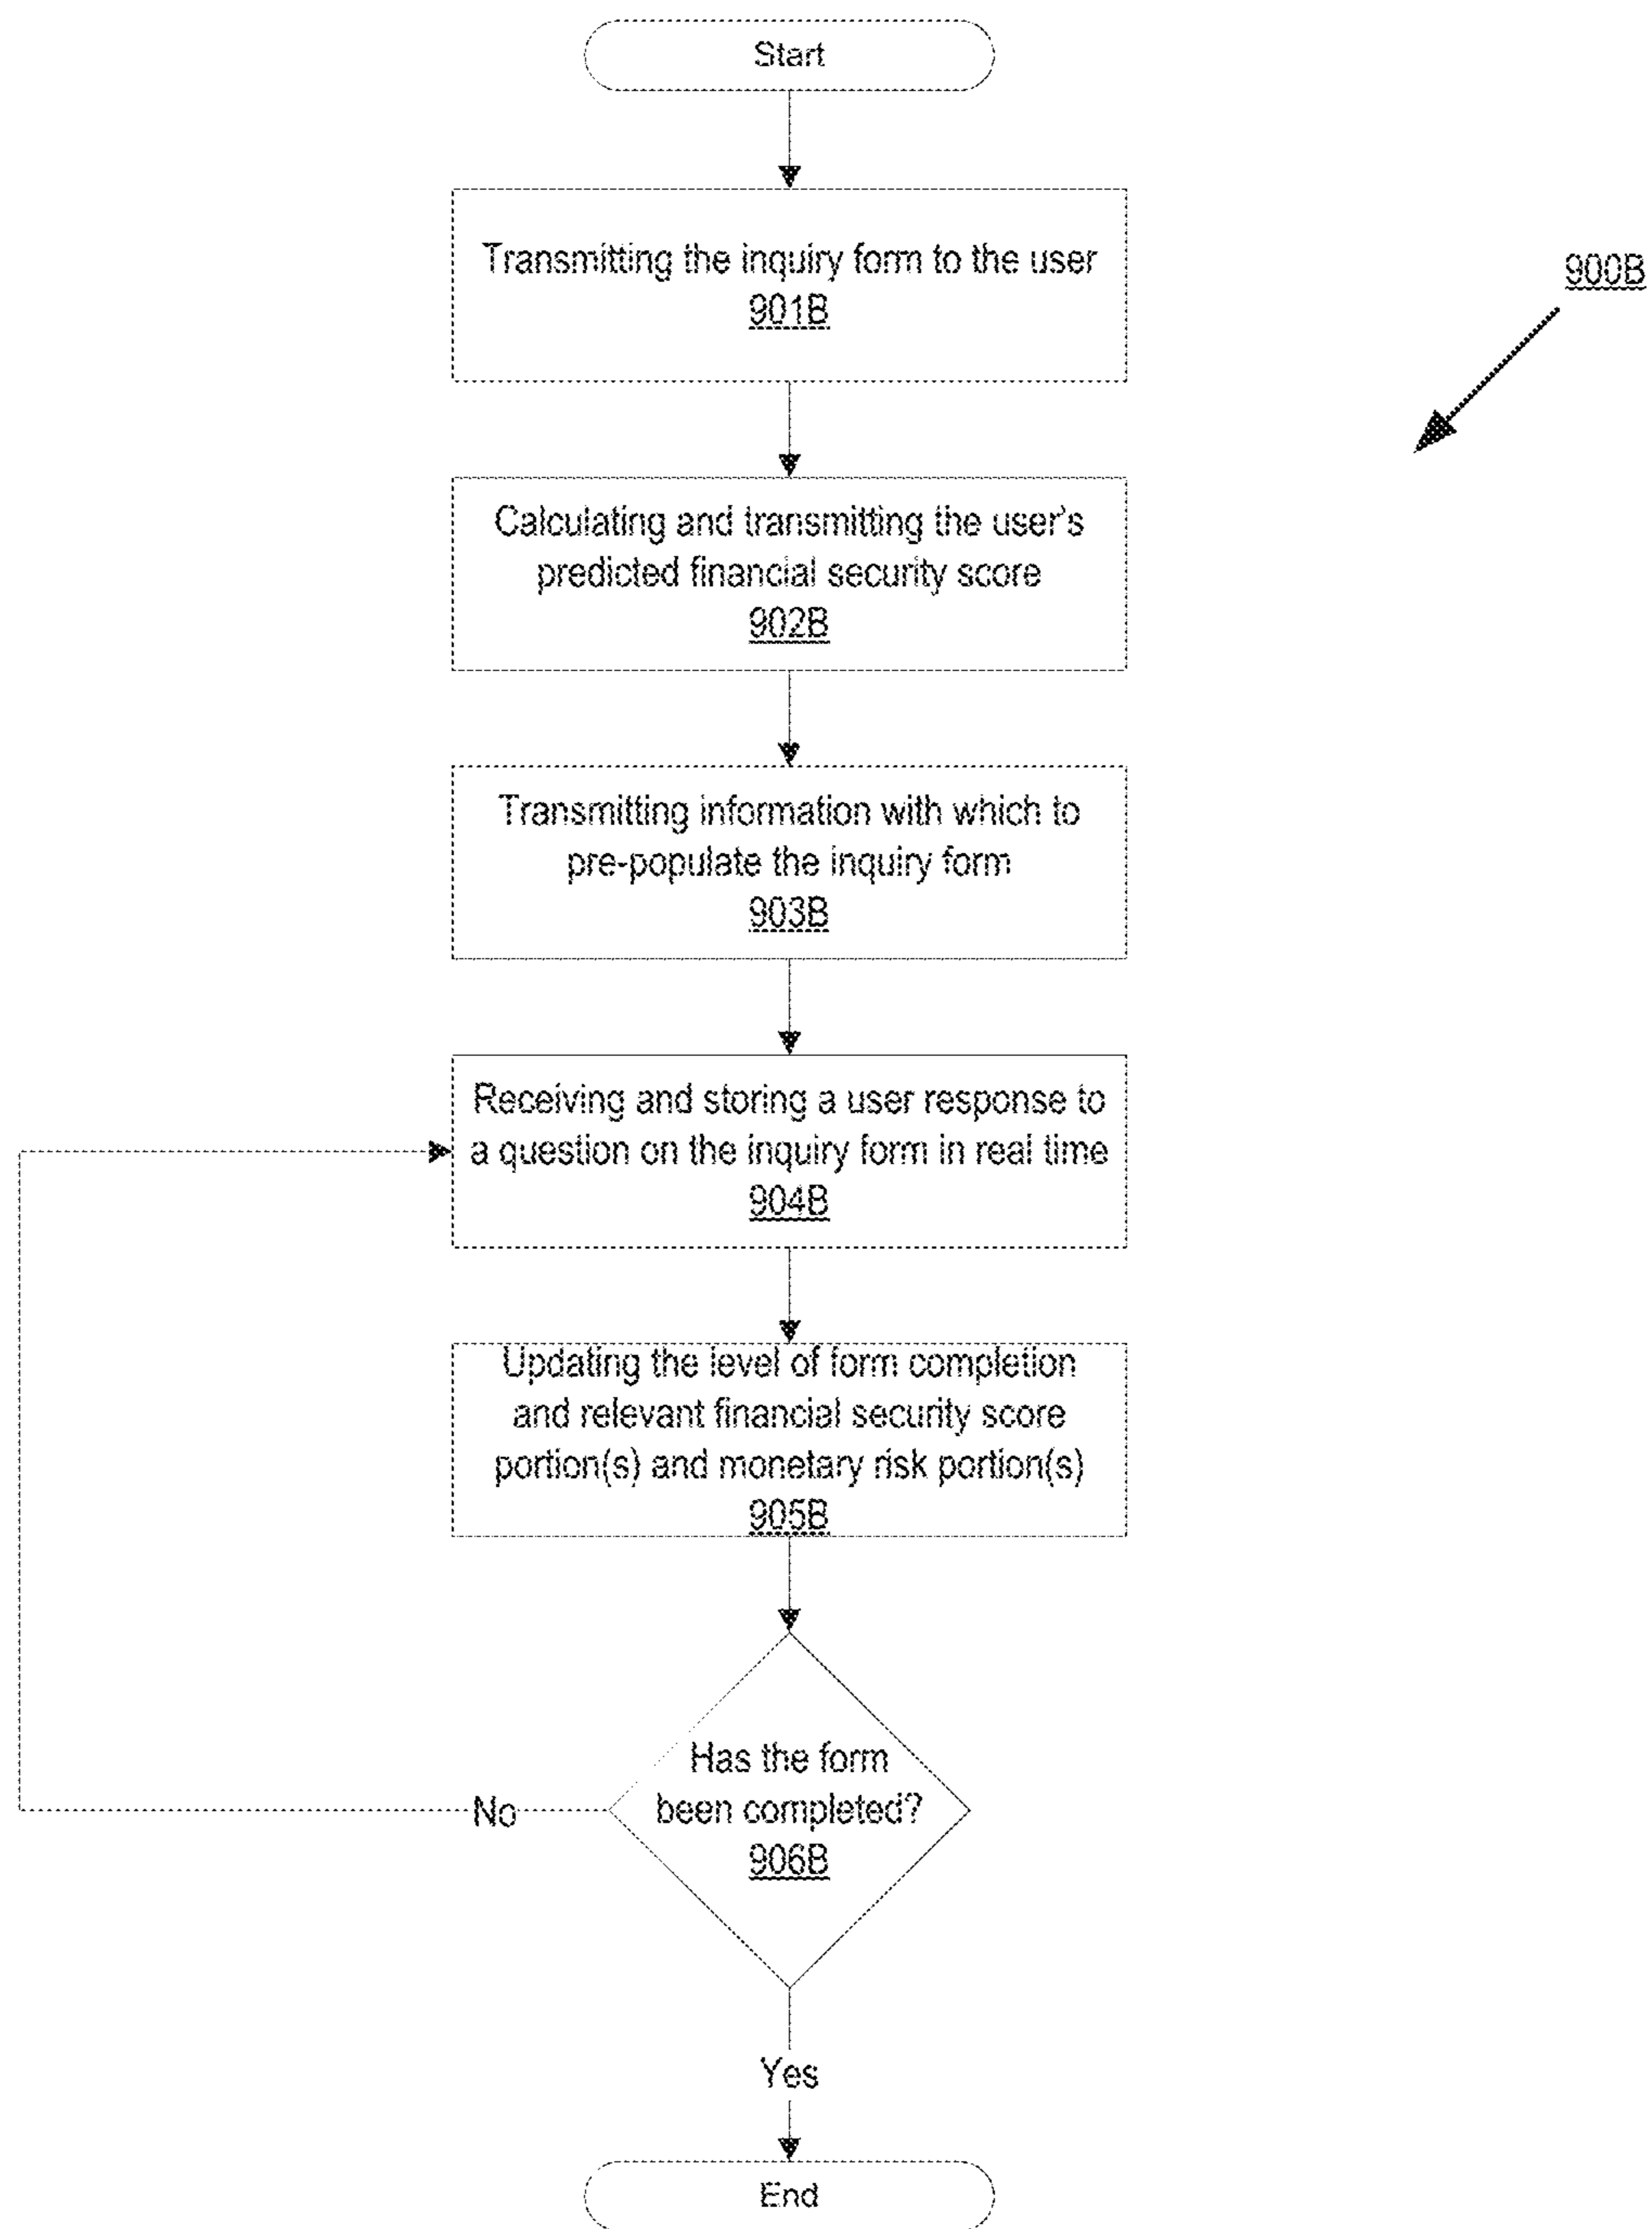 Start
Transmitting the inquiry form to the user
901B
900B
Calculating and transmitting the user's
predicted financial security score
902B
Transmitting information with which to
pre-populate the inquiry form
903B
Receiving and storing a user response to
a question on the inquiry form in real time
904B
Updating the level of form completion
and relevant financial security score
portion(s) and monetary risk portion(s)
905B
Has the form
been completed?
906B
No
Yes
End